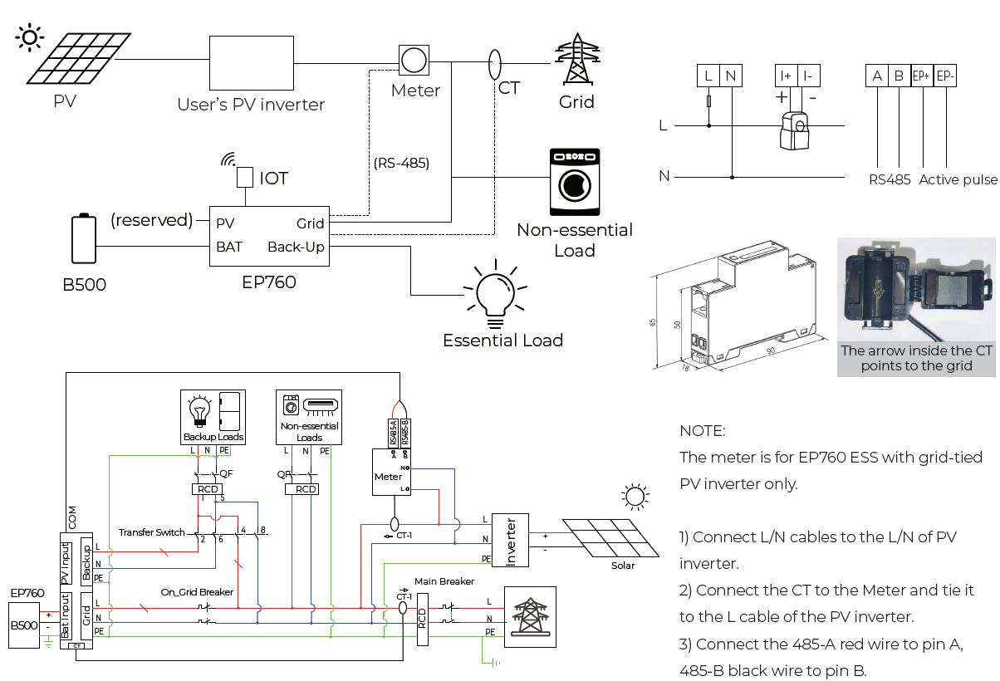 PV
User's PV inverter
Meter
CT
Grid
(RS-485)
IOT
(reserved)
PV
Grid
BAT
Back-Up
B500
EP760
Non-essential
Load
Essential Load
L N
I+ I-
A B EP+ EP-
+ -
L
N
RS485 Active pulse
65
50
18
90
The arrow inside the CT
points to the grid
Backup Loads
L N PE
QF
RCD
1 5
Transfer Switch
2 6 4 8
Non-essential
Loads
L N PE
QF
RCD
RS485-A
RS485-B
A B
Meter
N
L
CT-1
L
N
PE
Inverter
+
-
Solar
COM
PV Input
Backup
L
N
PE
EP760
B500
+
-
Bat Input
Grid
L
N
PE
CT
On_Grid Breaker
CT-1
RCD
Main Breaker
L
N
PE
NOTE:
The meter is for EP760 ESS with grid-tied
PV inverter only.
1) Connect L/N cables to the L/N of PV
inverter.
2) Connect the CT to the Meter and tie it
to the L cable of the PV inverter.
3) Connect the 485-A red wire to pin A,
485-B black wire to pin B.